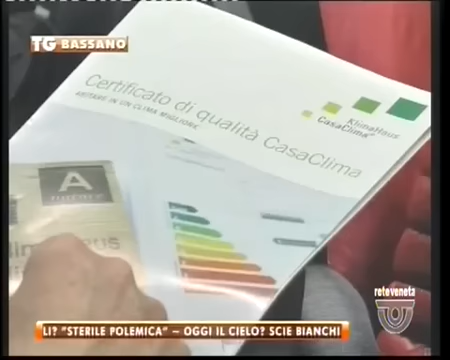 TG BASSANO
Certificato di qualità CasaClima
ABITARE IN UN CLIMA MIGLIORE
KlimaHaus
CasaClima
A
reteveneta
LI? "STERILE POLEMICA" – OGGI IL CIELO? SCIE BIANCHI